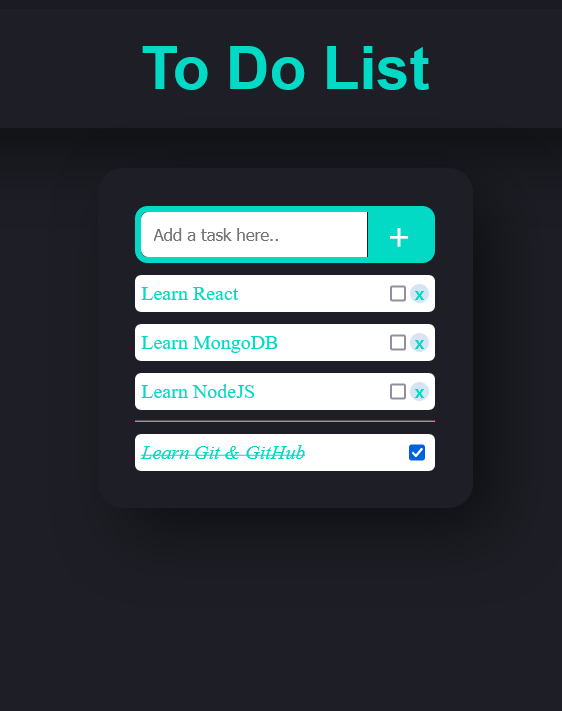 To Do List
Add a task here..
+
Learn React x
Learn MongoDB x
Learn NodeJS x
Learn Git & GitHub